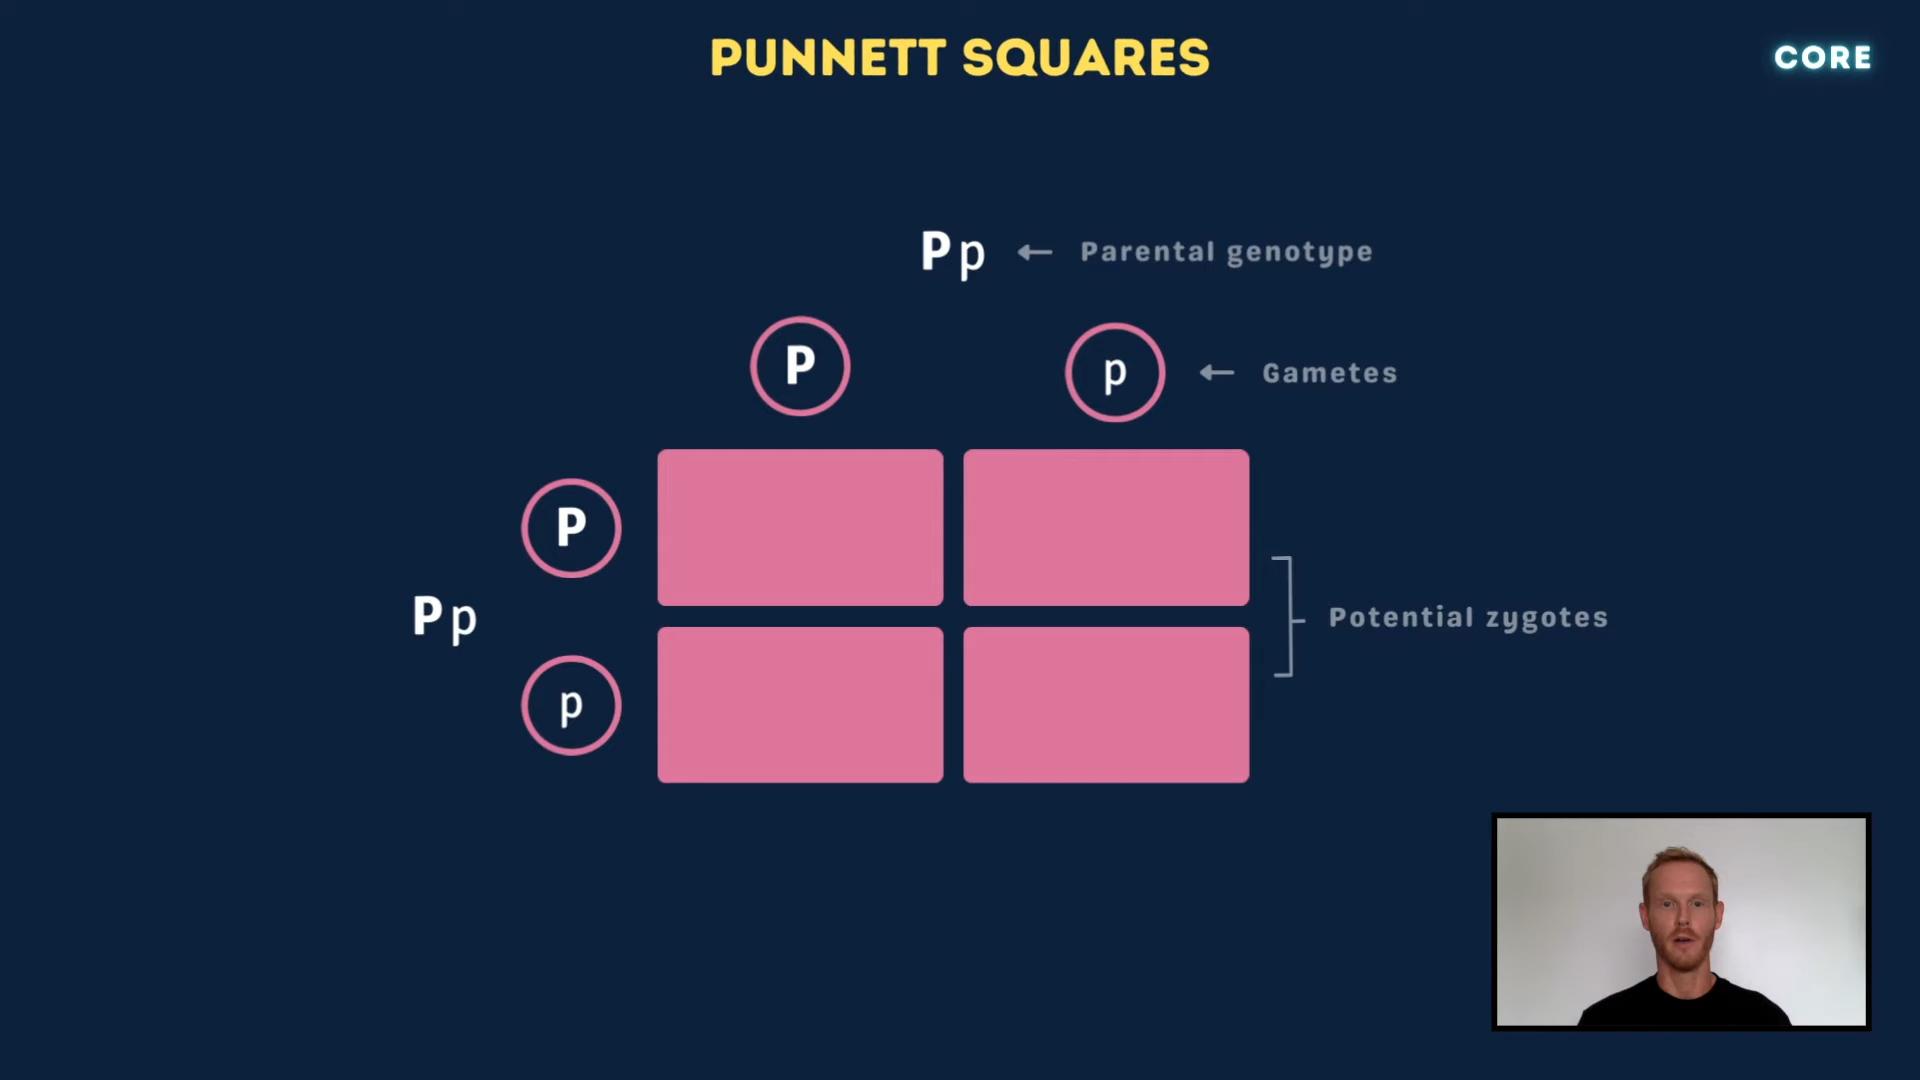 PUNNETT SQUARES
CORE
Pp ← Parental genotype
P
p ← Gametes
P
Pp
p
Potential zygotes